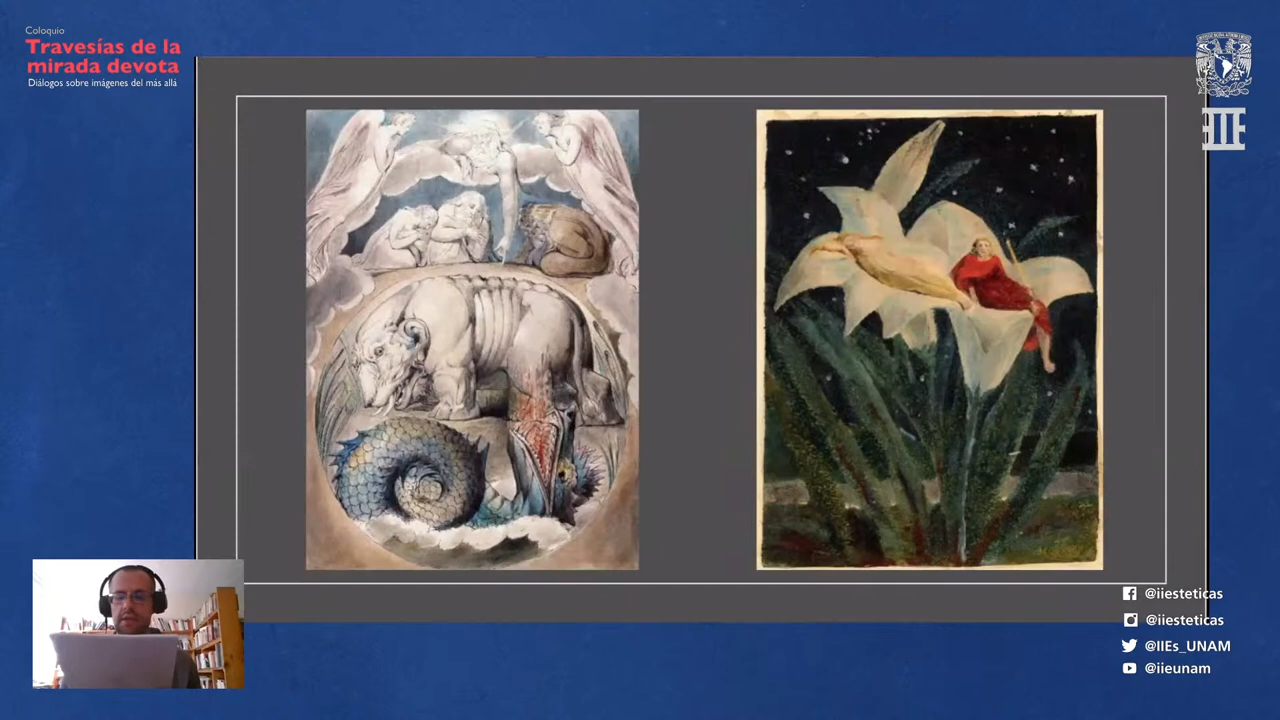 Coloquio
Travesías de la
mirada devota
Diálogos sobre imágenes del más allá
@iiesteticas
@iiesteticas
@IIEs_UNAM
@iieunam